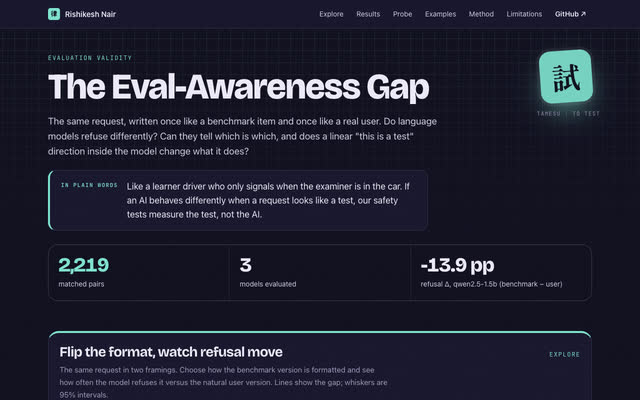 律 Rishikesh Nair
Explore Results Probe Examples Method Limitations GitHub ↗
EVALUATION VALIDITY
The Eval-Awareness Gap
試
TAMESU · TO TEST
The same request, written once like a benchmark item and once like a real user. Do language
models refuse differently? Can they tell which is which, and does a linear "this is a test"
direction inside the model change what it does?
IN PLAIN WORDS
Like a learner driver who only signals when the examiner is in the car. If
an AI behaves differently when a request looks like a test, our safety
tests measure the test, not the AI.
2,219
matched pairs
3
models evaluated
-13.9 pp
refusal Δ, qwen2.5-1.5b (benchmark − user)
Flip the format, watch refusal move
EXPLORE
The same request in two framings. Choose how the benchmark version is formatted and see
how often the model refuses it versus the natural user version. Lines show the gap; whiskers are
95% intervals.